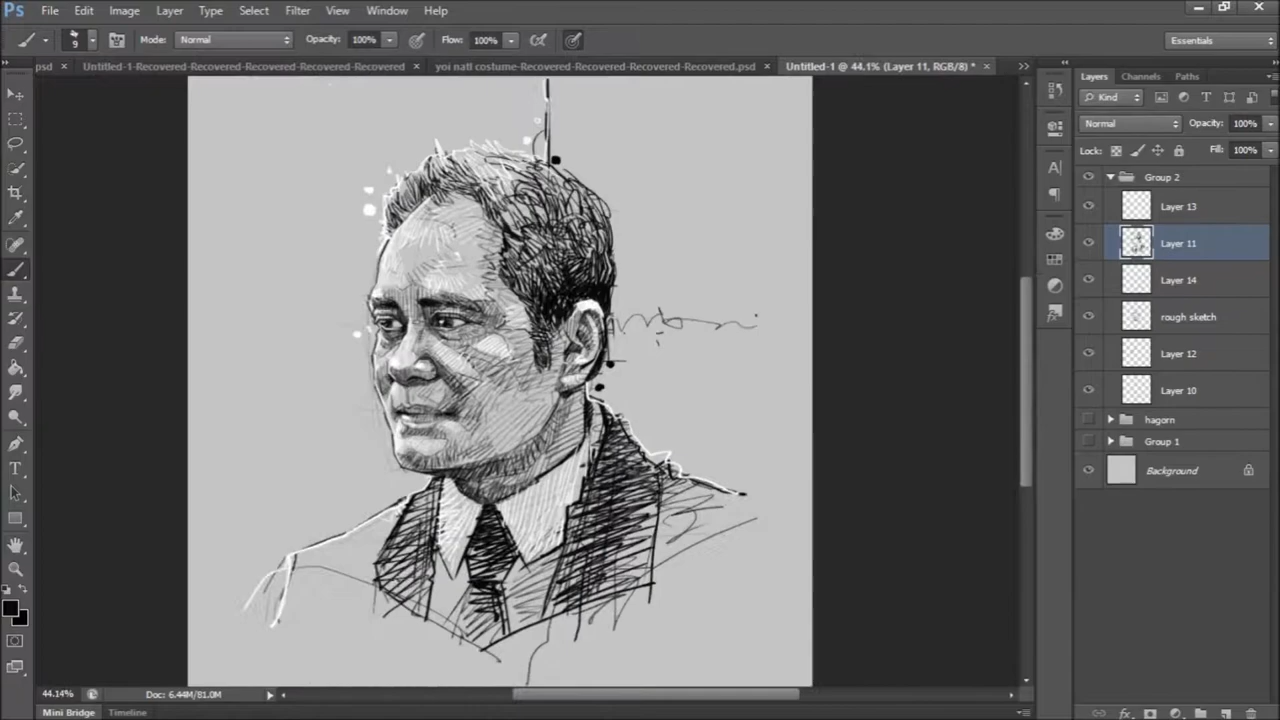 Ps File Edit Image Layer Type Select Filter View Window Help
9 Mode: Normal Opacity: 100% Flow: 100% Essentials
psd × Untitled-1-Recovered-Recovered-Recovered-Recovered-Recovered × yoi nati costume-Recovered-Recovered-Recovered-Recovered.psd × Untitled-1 @ 44.1% (Layer 11, RGB/8) * ×
Layers Channels Paths
Kind
Normal Opacity: 100%
Lock: Fill: 100%
Group 2
Layer 13
Layer 11
Layer 14
rough sketch
Layer 12
Layer 10
hagorn
Group 1
Background
44.14% Doc: 6.44M/81.0M
Mini Bridge Timeline